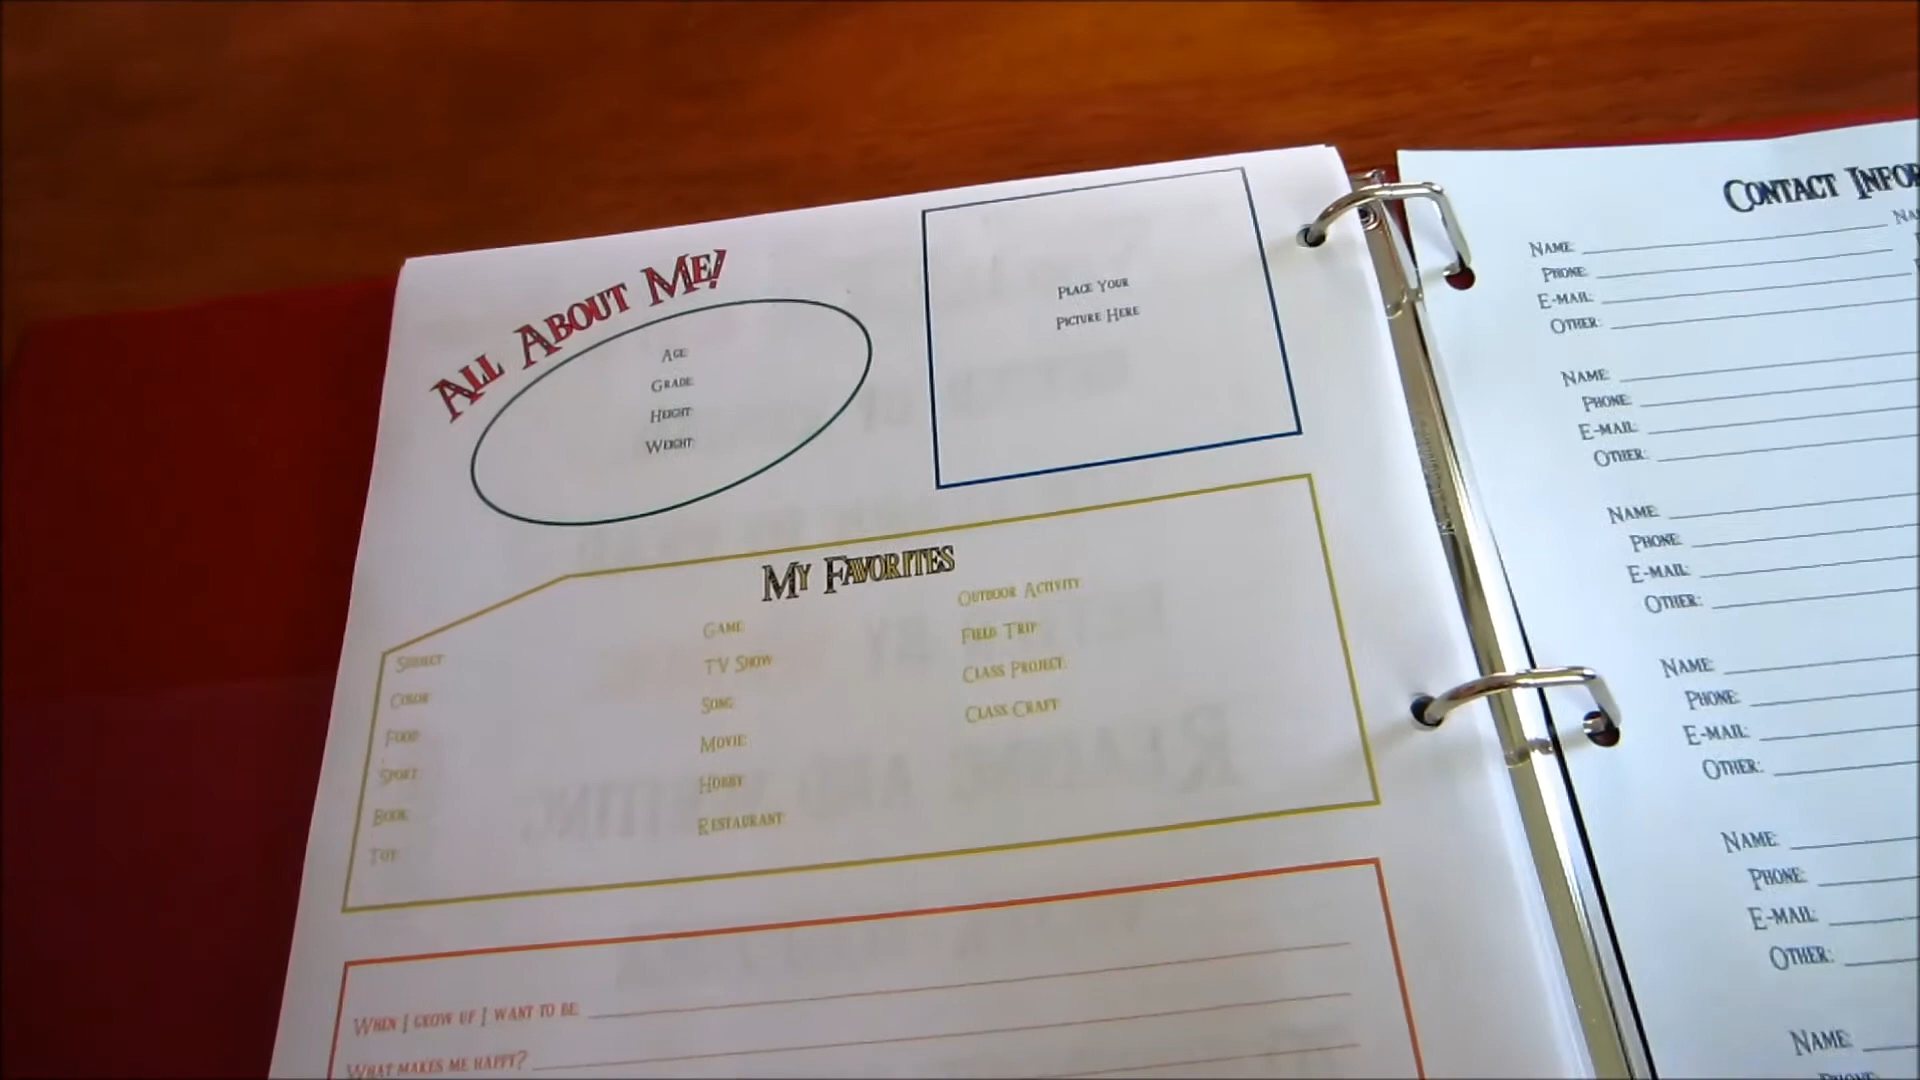 All About Me!
Age:
Grade:
Height:
Weight:
Place Your
Picture Here
My Favorites
Subject
Color
Food
Sport
Book:
Toy:
Game:
TV Show
Song:
Movie:
Hobby
Restaurant:
Outdoor Activity:
Field Trip:
Class Project:
Class Craft:
When I grow up I want to be:
What makes me happy?
Contact
Name:
Phone:
E-mail:
Other:
Name:
Phone:
E-mail:
Other:
Name:
Phone:
E-mail:
Other:
Name:
Phone:
E-mail:
Other:
Name:
Phone:
E-mail:
Other:
Name:
Phone: